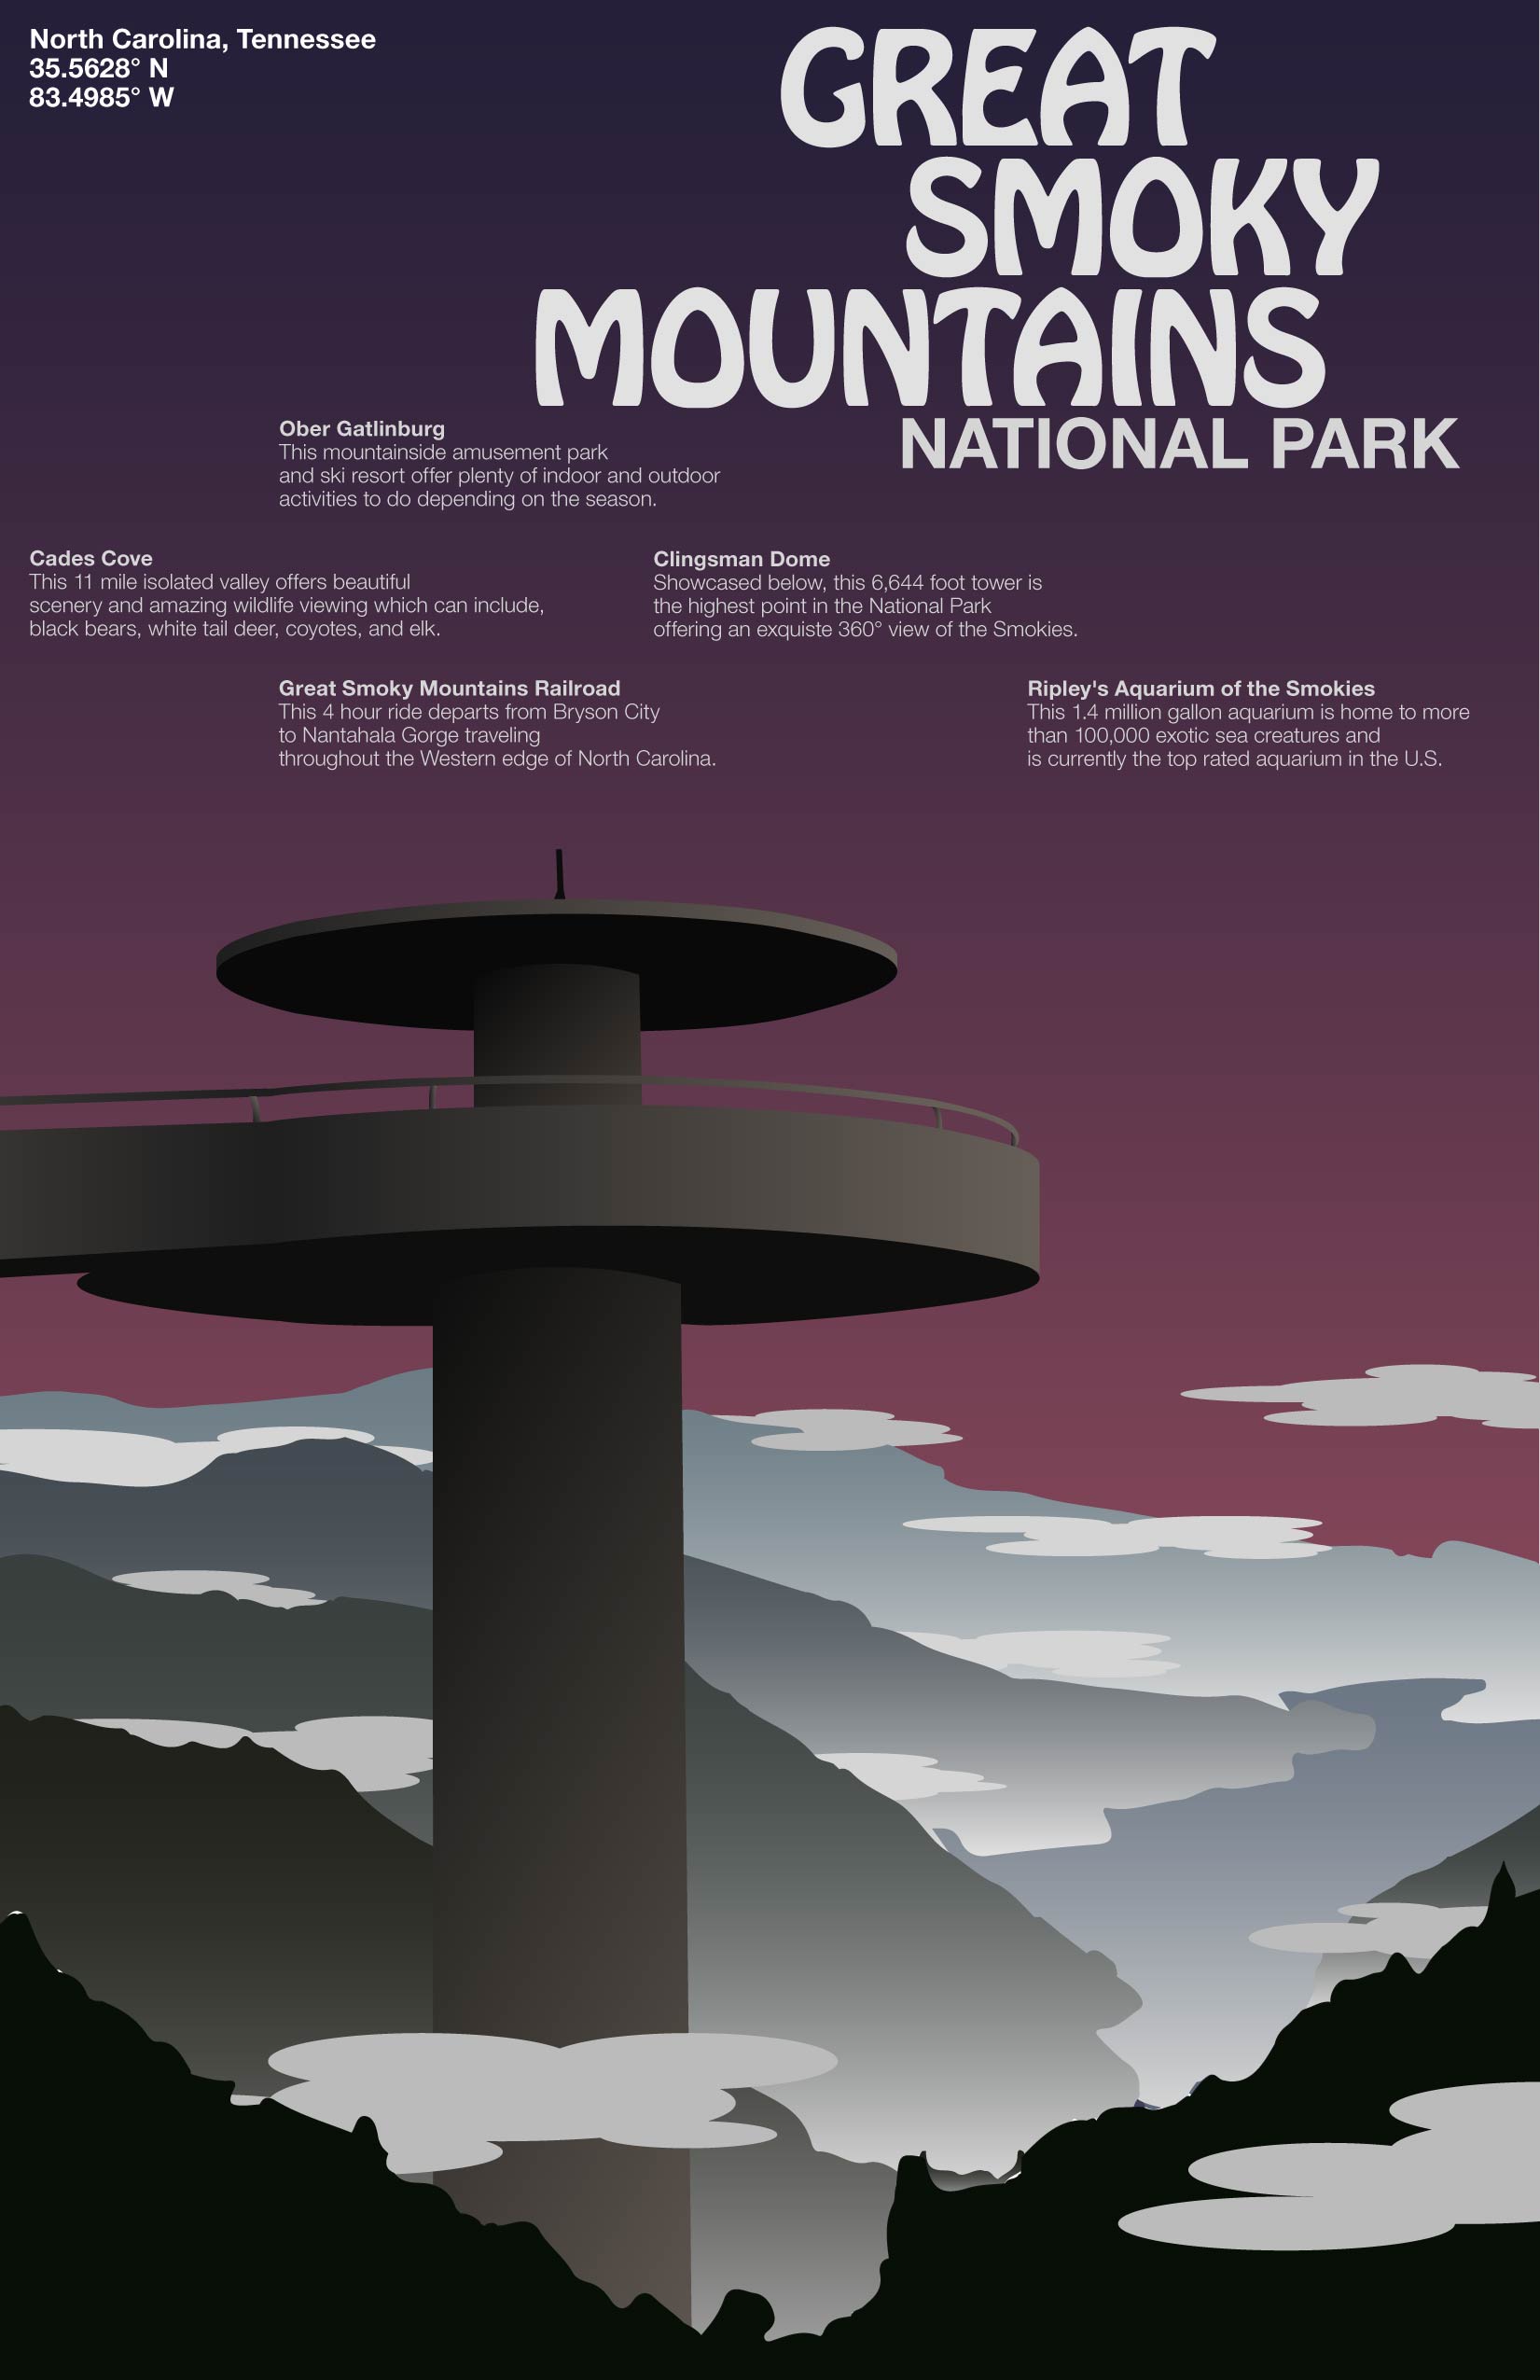 North Carolina, Tennessee
35.5628° N
83.4985° W
GREAT
SMOKY
MOUNTAINS
NATIONAL PARK
Ober Gatlinburg
This mountainside amusement park
and ski resort offer plenty of indoor and outdoor
activities to do depending on the season.
Cades Cove
This 11 mile isolated valley offers beautiful
scenery and amazing wildlife viewing which can include,
black bears, white tail deer, coyotes, and elk.
Clingsman Dome
Showcased below, this 6,644 foot tower is
the highest point in the National Park
offering an exquiste 360° view of the Smokies.
Great Smoky Mountains Railroad
This 4 hour ride departs from Bryson City
to Nantahala Gorge traveling
throughout the Western edge of North Carolina.
Ripley's Aquarium of the Smokies
This 1.4 million gallon aquarium is home to more
than 100,000 exotic sea creatures and
is currently the top rated aquarium in the U.S.